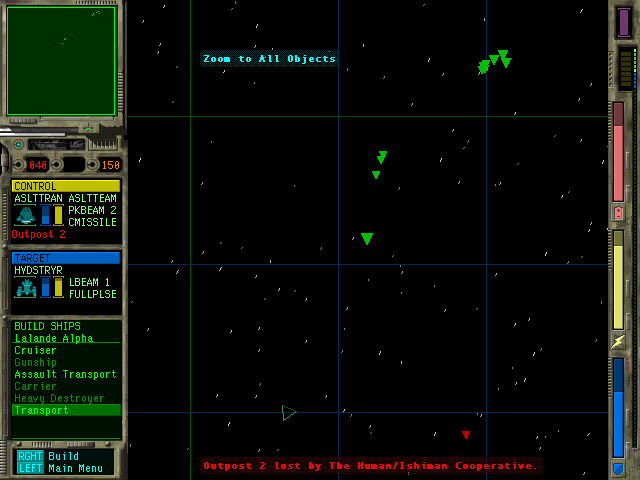 Zoom to All Objects
040 150
CONTROL
ASLTTRAN ASLTTEAM
PKBEAM 2
CMISSILE
Outpost 2
TARGET
HVDSTRYR
LBEAM 1
FULLPLSE
BUILD SHIPS
Lalande Alpha
Cruiser
Gunship
Assault Transport
Carrier
Heavy Destroyer
Transport
RGHT Build
LEFT Main Menu
Outpost 2 lost by The Human/Ishiman Cooperative.